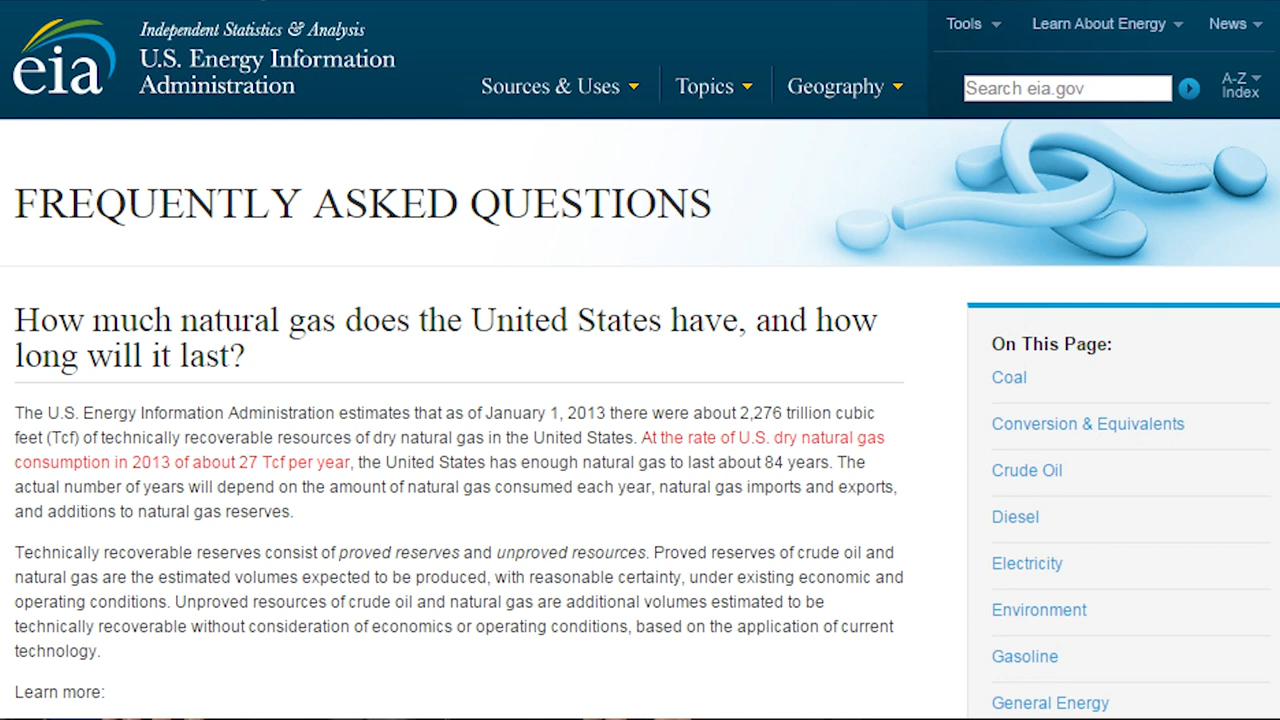 Independent Statistics & Analysis
U.S. Energy Information
Administration
eia
Sources & Uses
Topics
Geography
Tools
Learn About Energy
News
Search eia.gov
A-Z
Index
FREQUENTLY ASKED QUESTIONS
How much natural gas does the United States have, and how
long will it last?
The U.S. Energy Information Administration estimates that as of January 1, 2013 there were about 2,276 trillion cubic
feet (Tcf) of technically recoverable resources of dry natural gas in the United States. At the rate of U.S. dry natural gas
consumption in 2013 of about 27 Tcf per year, the United States has enough natural gas to last about 84 years. The
actual number of years will depend on the amount of natural gas consumed each year, natural gas imports and exports,
and additions to natural gas reserves.
Technically recoverable reserves consist of proved reserves and unproved resources. Proved reserves of crude oil and
natural gas are the estimated volumes expected to be produced, with reasonable certainty, under existing economic and
operating conditions. Unproved resources of crude oil and natural gas are additional volumes estimated to be
technically recoverable without consideration of economics or operating conditions, based on the application of current
technology.
Learn more:
On This Page:
Coal
Conversion & Equivalents
Crude Oil
Diesel
Electricity
Environment
Gasoline
General Energy